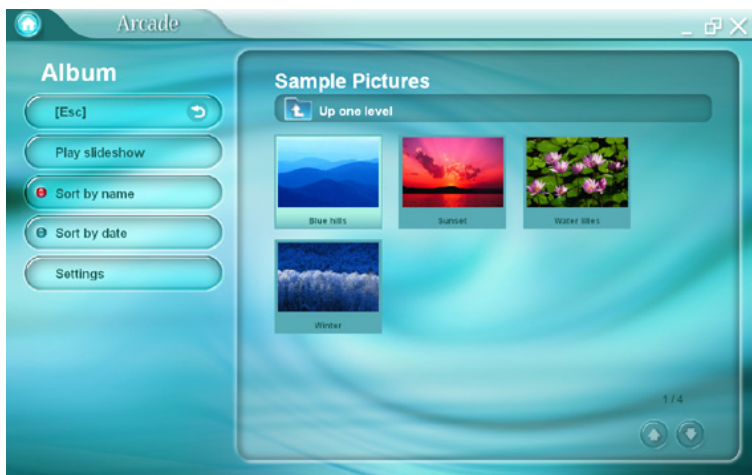 Arcade
Album
[Esc]
Play slideshow
Sort by name
Sort by date
Settings
Sample Pictures
Up one level
Blue hills
Sunset
Water lilies
Winter
1 / 4